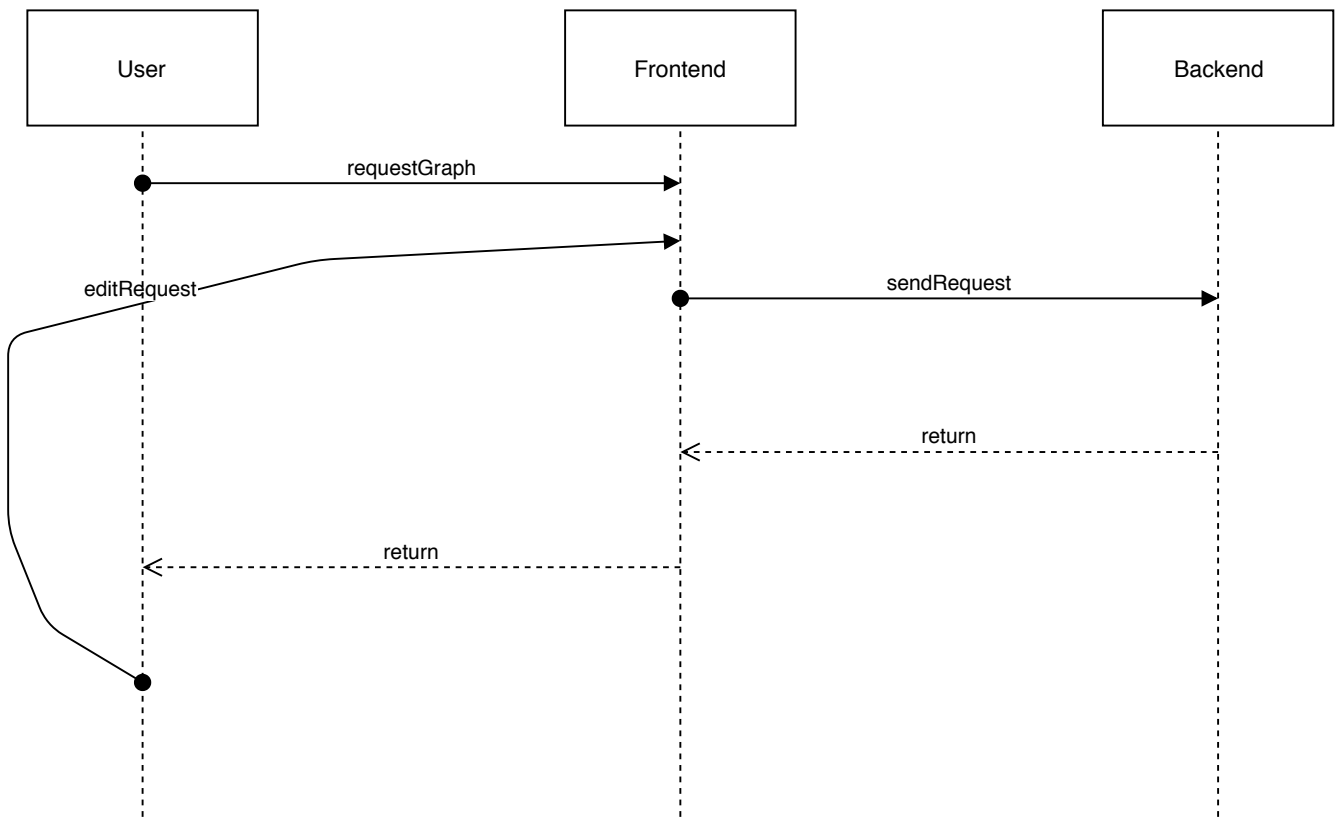 User
Frontend
Backend
requestGraph
editRequest
sendRequest
return
return